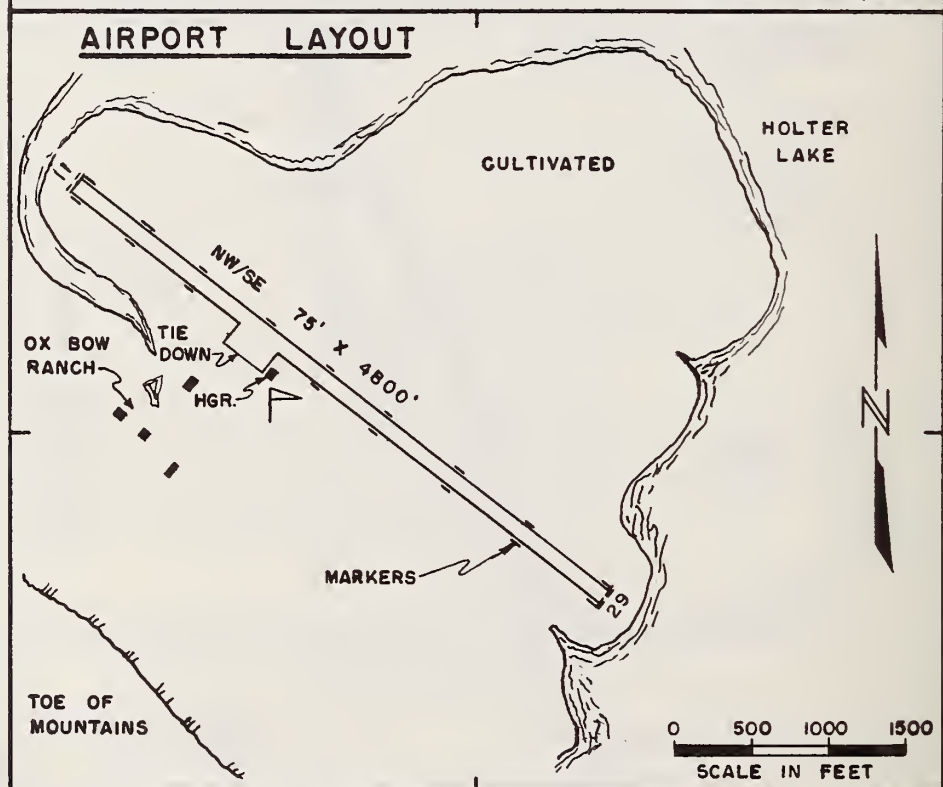 AIRPORT LAYOUT
HOLTER
LAKE
CULTIVATED
NW/SE 75' X 4800'
TIE
DOWN
OX BOW
RANCH
HGR.
N
MARKERS
29
TOE OF
MOUNTAINS
0 500 1000 1500
SCALE IN FEET